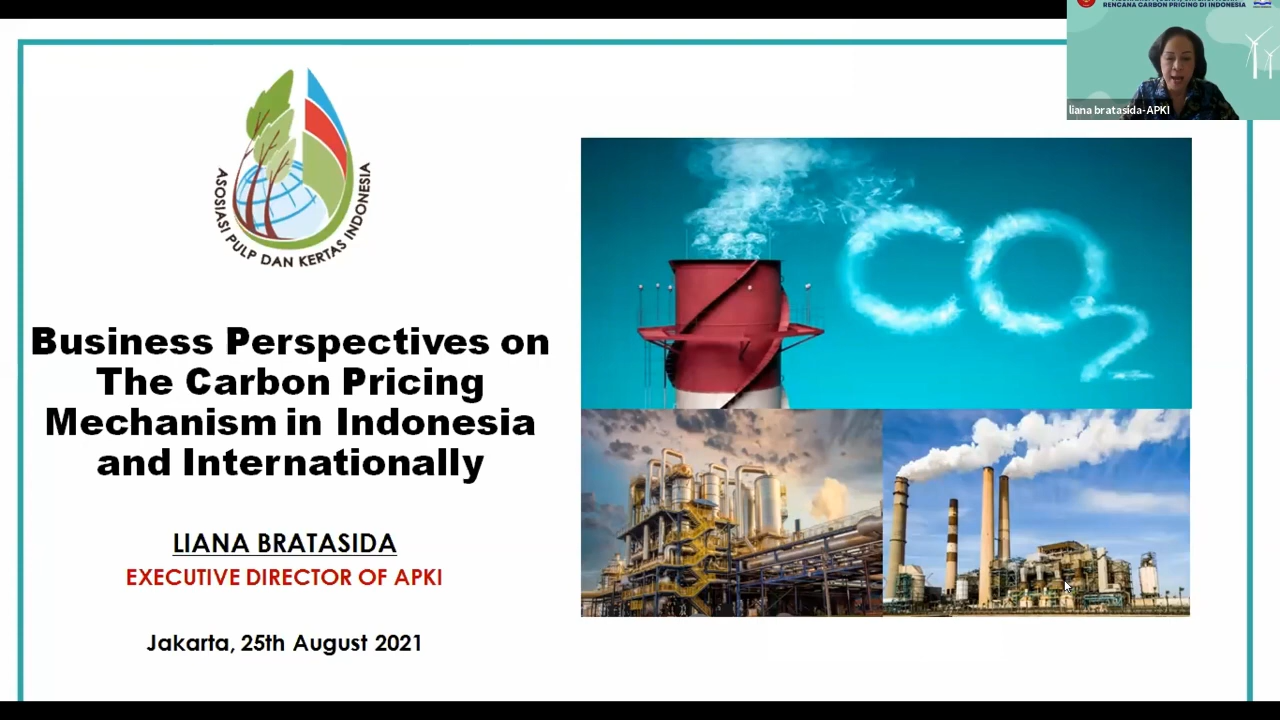 RENCANA CARBON PRICING DI INDONESIA
liana bratasida-APKI
ASOSIASI PULP DAN KERTAS INDONESIA
CO2
Business Perspectives on
The Carbon Pricing
Mechanism in Indonesia
and Internationally
LIANA BRATASIDA
EXECUTIVE DIRECTOR OF APKI
Jakarta, 25th August 2021